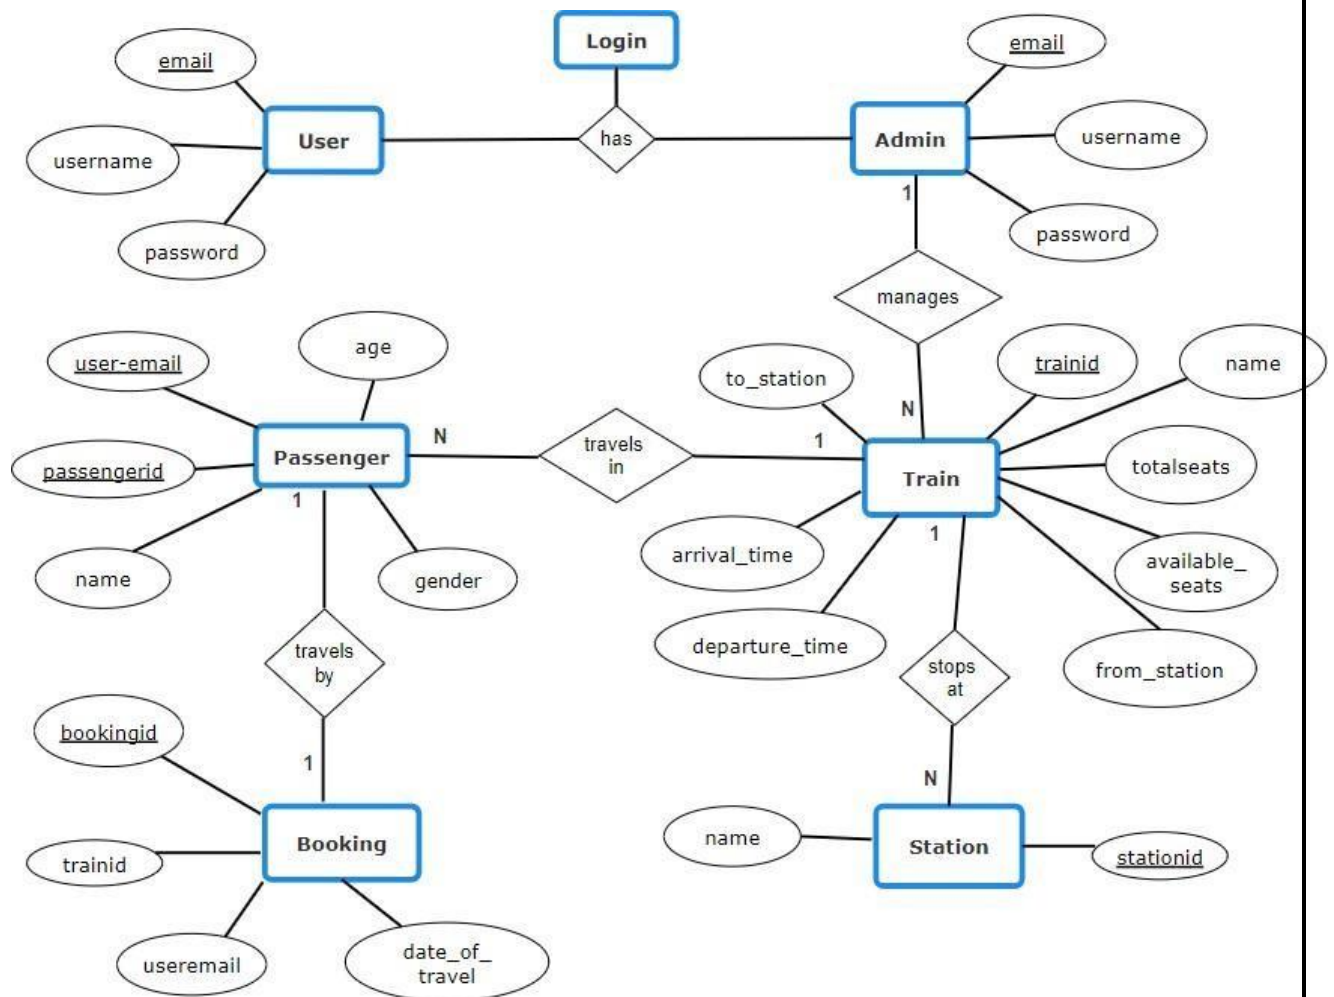 Login
email
email
User
has
Admin
username
username
1
password
password
manages
age
user-email
to_station
trainid
name
N
N
1
travels
in
Passenger
passengerid
totalseats
Train
1
1
arrival_time
available_
seats
name
gender
departure_time
stops
at
from_station
travels
by
bookingid
1
N
name
Booking
Station
stationid
trainid
useremail
date_of_
travel